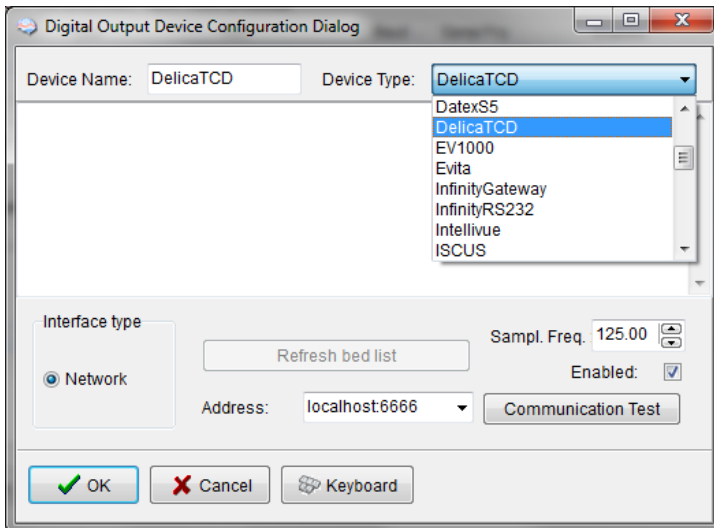 Digital Output Device Configuration Dialog
Device Name: DelicaTCD Device Type: DelicaTCD
DatexS5
DelicaTCD
EV1000
Evita
InfinityGateway
InfinityRS232
Intellivue
ISCUS
Interface type
Network
Refresh bed list
Sampl. Freq. 125.00
Enabled:
Address: localhost:6666
Communication Test
OK
Cancel
Keyboard